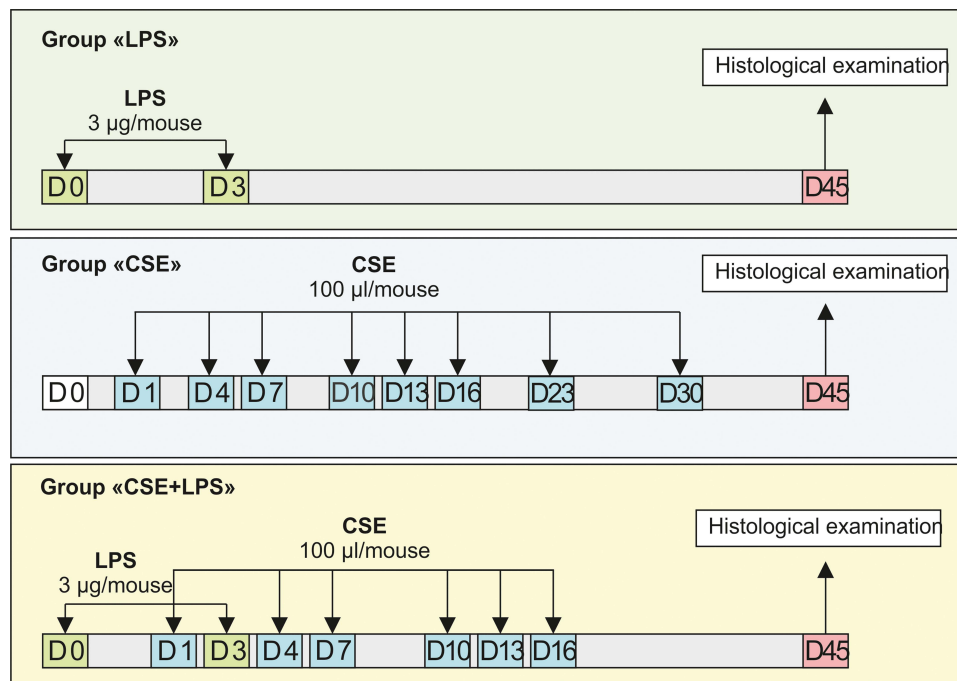 Group «LPS»
Histological examination
LPS
3 µg/mouse
D0 D3 D45
Group «CSE»
CSE
100 µl/mouse
Histological examination
D0 D1 D4 D7 D10 D13 D16 D23 D30 D45
Group «CSE+LPS»
CSE
100 µl/mouse
Histological examination
LPS
3 µg/mouse
D0 D1 D3 D4 D7 D10 D13 D16 D45